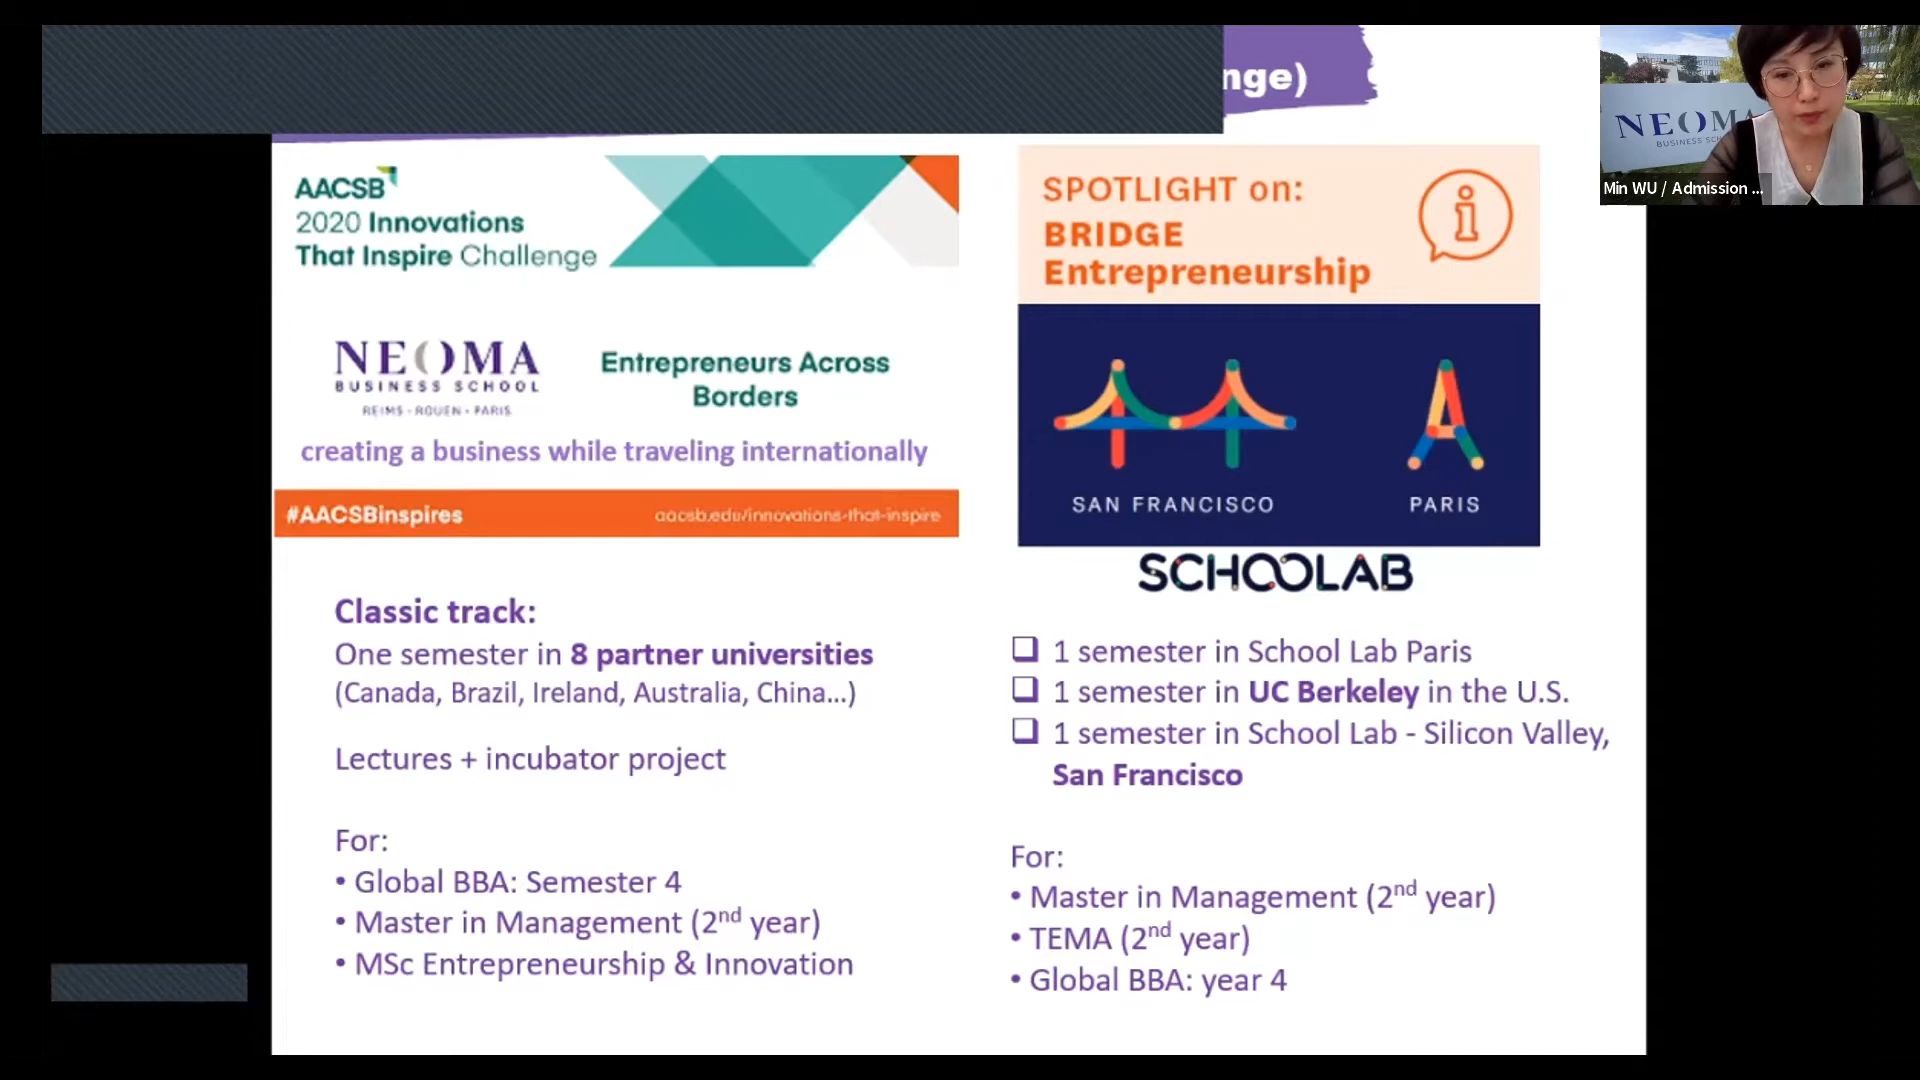 nge)
AACSB
2020 Innovations
That Inspire Challenge
NEOMA
BUSINESS SCHOOL
REIMS - ROUEN - PARIS
Entrepreneurs Across
Borders
creating a business while traveling internationally
#AACSBinspires
aacsb.edu/innovations-that-inspire
Classic track:
One semester in 8 partner universities
(Canada, Brazil, Ireland, Australia, China...)
Lectures + incubator project
For:
• Global BBA: Semester 4
• Master in Management (2nd year)
• MSc Entrepreneurship & Innovation
SPOTLIGHT on:
BRIDGE
Entrepreneurship
SAN FRANCISCO
PARIS
SCHOOLAB
❑ 1 semester in School Lab Paris
❑ 1 semester in UC Berkeley in the U.S.
❑ 1 semester in School Lab - Silicon Valley,
San Francisco
For:
• Master in Management (2nd year)
• TEMA (2nd year)
• Global BBA: year 4
NEOMA
BUSINESS SCH
Min WU / Admission ...